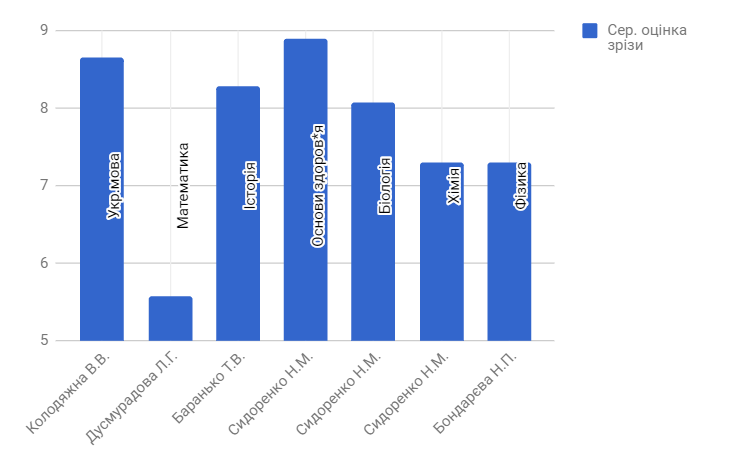 9
8
7
6
5
Сер. оцінка
зрізи
Укр.мова
Математика
Історія
Основи здоров*я
Біологія
Хімія
Фізика
Колодяжна В.В.
Дусмурадова Л.Г.
Баранько Т.В.
Сидоренко Н.М.
Сидоренко Н.М.
Сидоренко Н.М.
Бондарева Н.П.